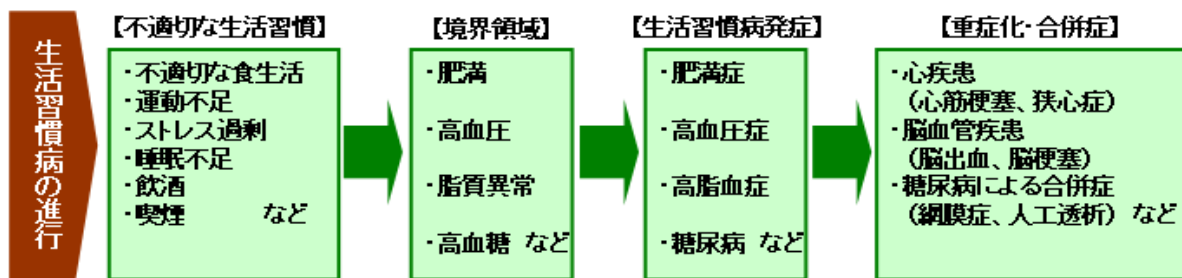 生活習慣病の進行
【不適切な生活習慣】
・不適切な食生活
・運動不足
・ストレス過剰
・睡眠不足
・飲酒
・喫煙　　など
【境界領域】
・肥満
・高血圧
・脂質異常
・高血糖 など
【生活習慣病発症】
・肥満症
・高血圧症
・高脂血症
・糖尿病 など
【重症化・合併症】
・心疾患
（心筋梗塞、狭心症）
・脳血管疾患
（脳出血、脳梗塞）
・糖尿病による合併症
（網膜症、人工透析） など